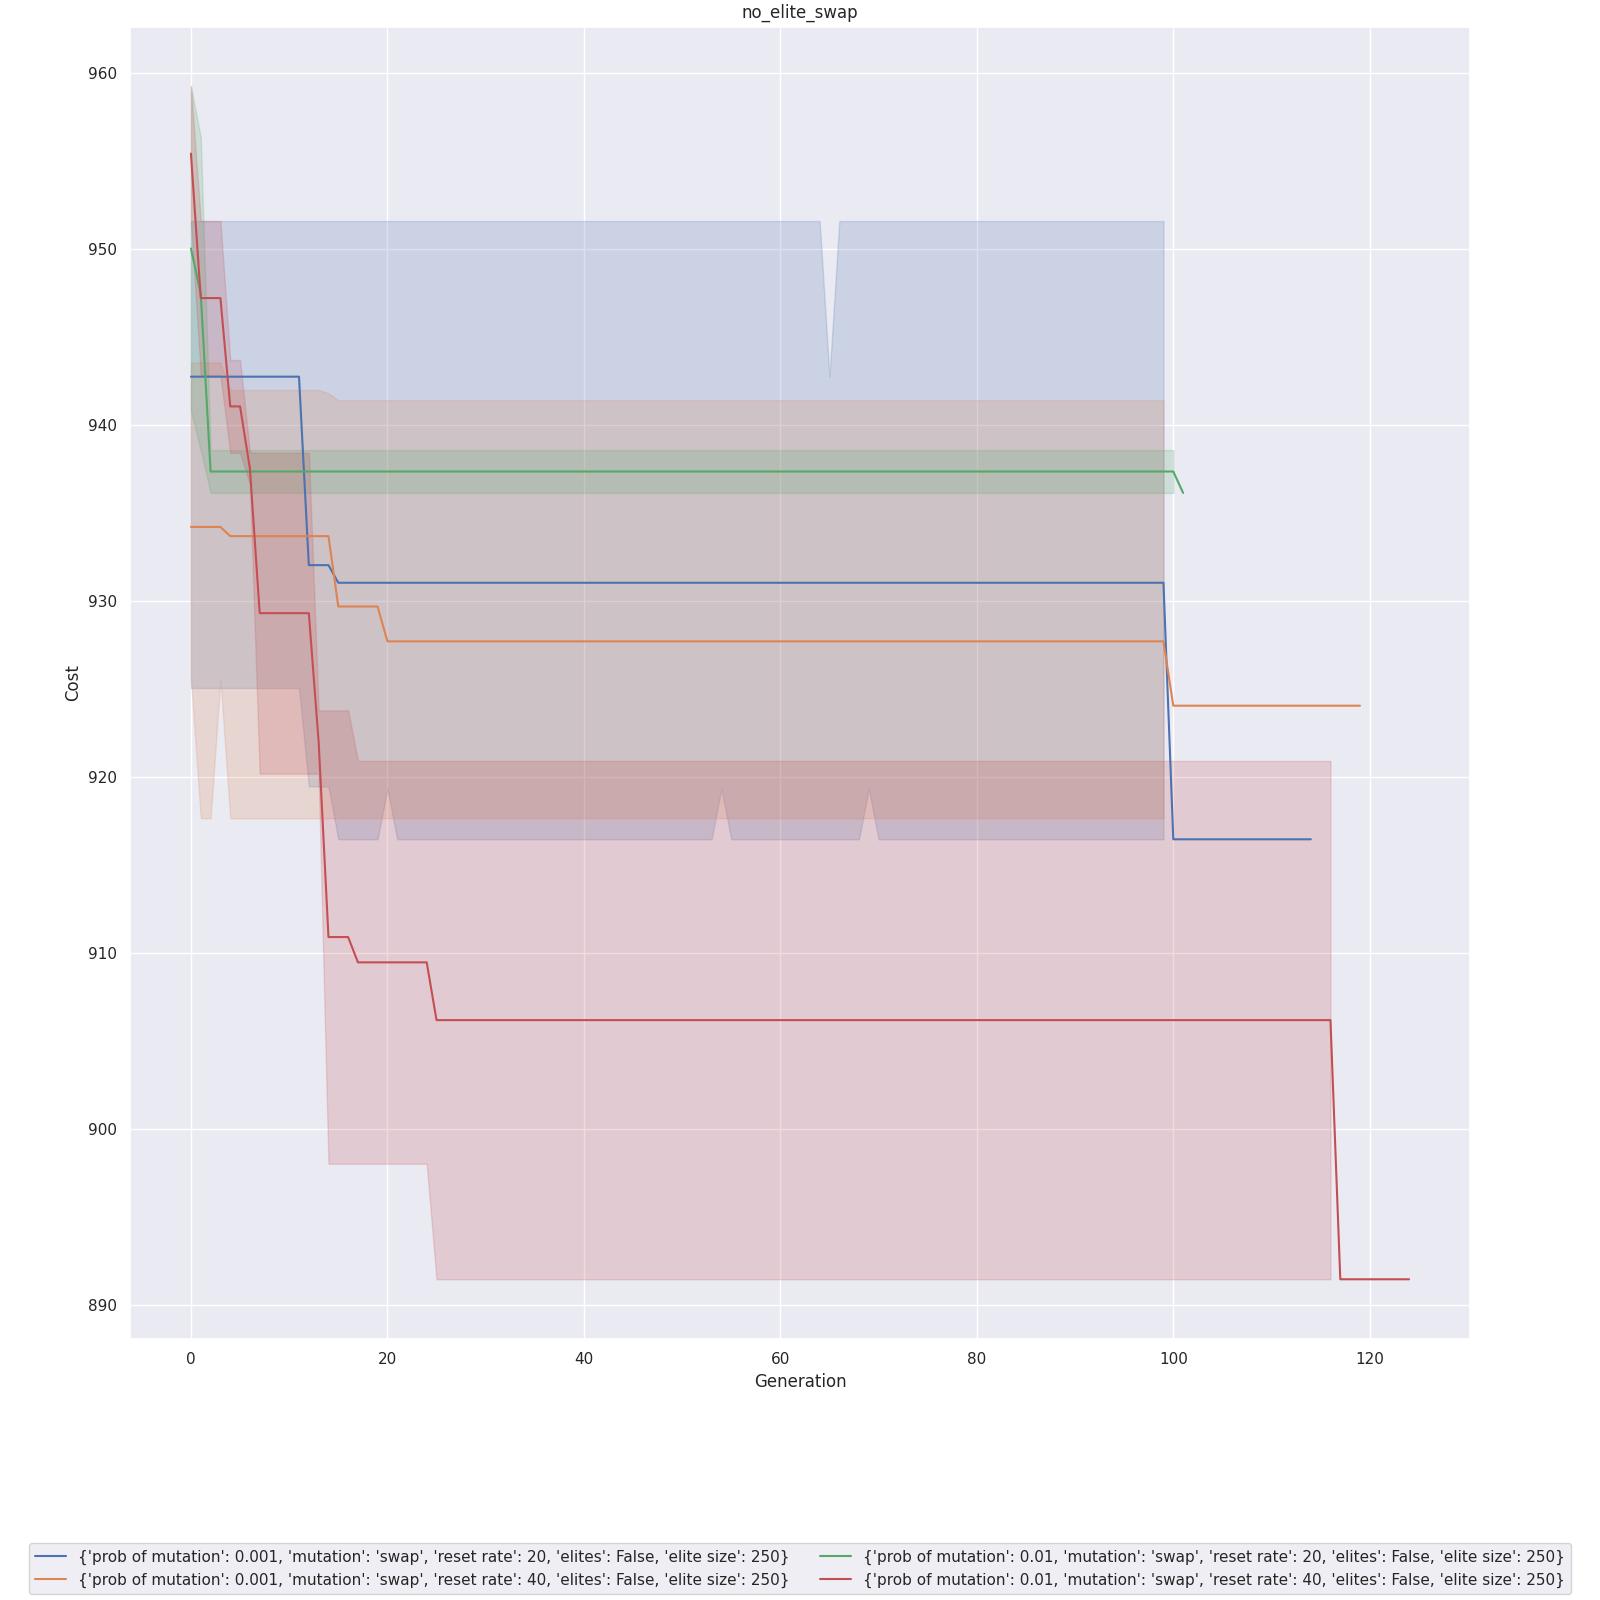 no_elite_swap
960
950
940
930
920
910
900
890
Cost
0 20 40 60 80 100 120
Generation
{'prob of mutation': 0.001, 'mutation': 'swap', 'reset rate': 20, 'elites': False, 'elite size': 250}
{'prob of mutation': 0.001, 'mutation': 'swap', 'reset rate': 40, 'elites': False, 'elite size': 250}
{'prob of mutation': 0.01, 'mutation': 'swap', 'reset rate': 20, 'elites': False, 'elite size': 250}
{'prob of mutation': 0.01, 'mutation': 'swap', 'reset rate': 40, 'elites': False, 'elite size': 250}